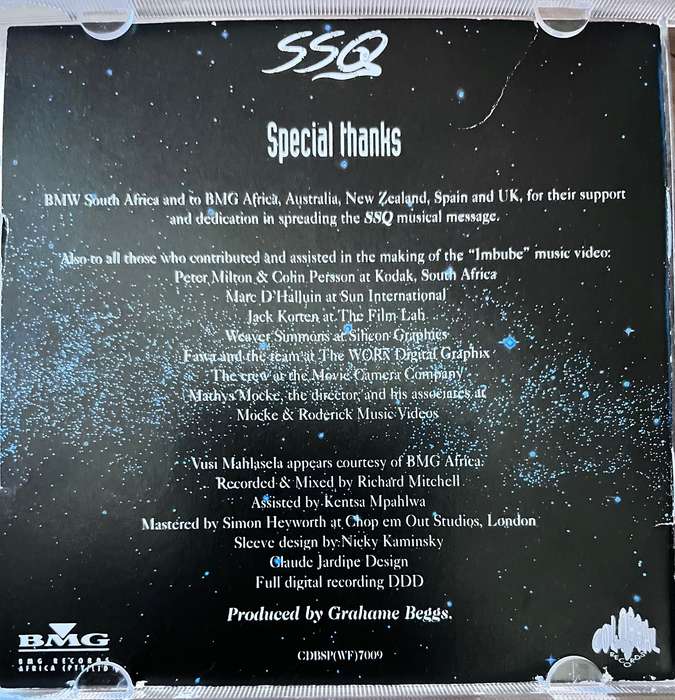 SSQ
Special thanks
BMW South Africa and to BMG Africa, Australia, New Zealand, Spain and UK, for their support
and dedication in spreading the SSQ musical message.
Also to all those who contributed and assisted in the making of the "Imbube" music video:
Peter Milton & Colin Persson at Kodak, South Africa
Marc D'Halluin at Sun International
Jack Korten at The Film Lab
Weaver Simmons at Silicon Graphics
Fawa and the team at The WORX Digital Graphix
The crew at the Movie Camera Company
Mathys Mocke, the director, and his associates at
Mocke & Roderick Music Videos
Vusi Mahlasela appears courtesy of BMG Africa.
Recorded & Mixed by Richard Mitchell
Assisted by Kentsa Mpahlwa
Mastered by Simon Heyworth at Chop em Out Studios, London
Sleeve design by: Nicky Kaminsky
Claude Jardine Design
Full digital recording DDD
Produced by Grahame Beggs.
CDBSP(WF)7009
BMG
BMG RECORDS
AFRICA (PTY) LTD
RECORDS